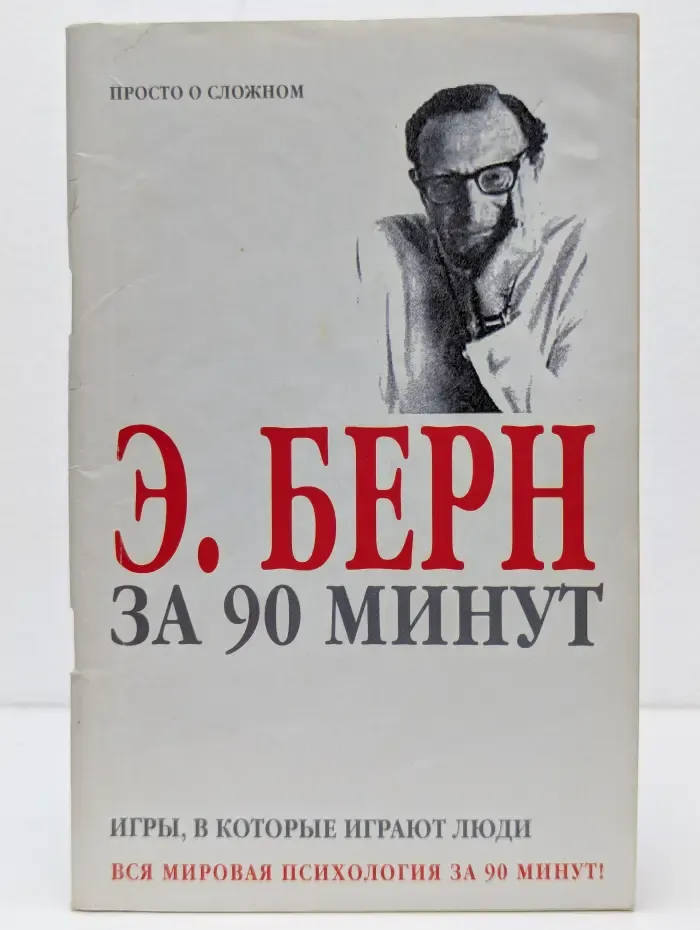 ПРОСТО О СЛОЖНОМ
Э. БЕРН
ЗА 90 МИНУТ
ИГРЫ, В КОТОРЫЕ ИГРАЮТ ЛЮДИ
ВСЯ МИРОВАЯ ПСИХОЛОГИЯ ЗА 90 МИНУТ!